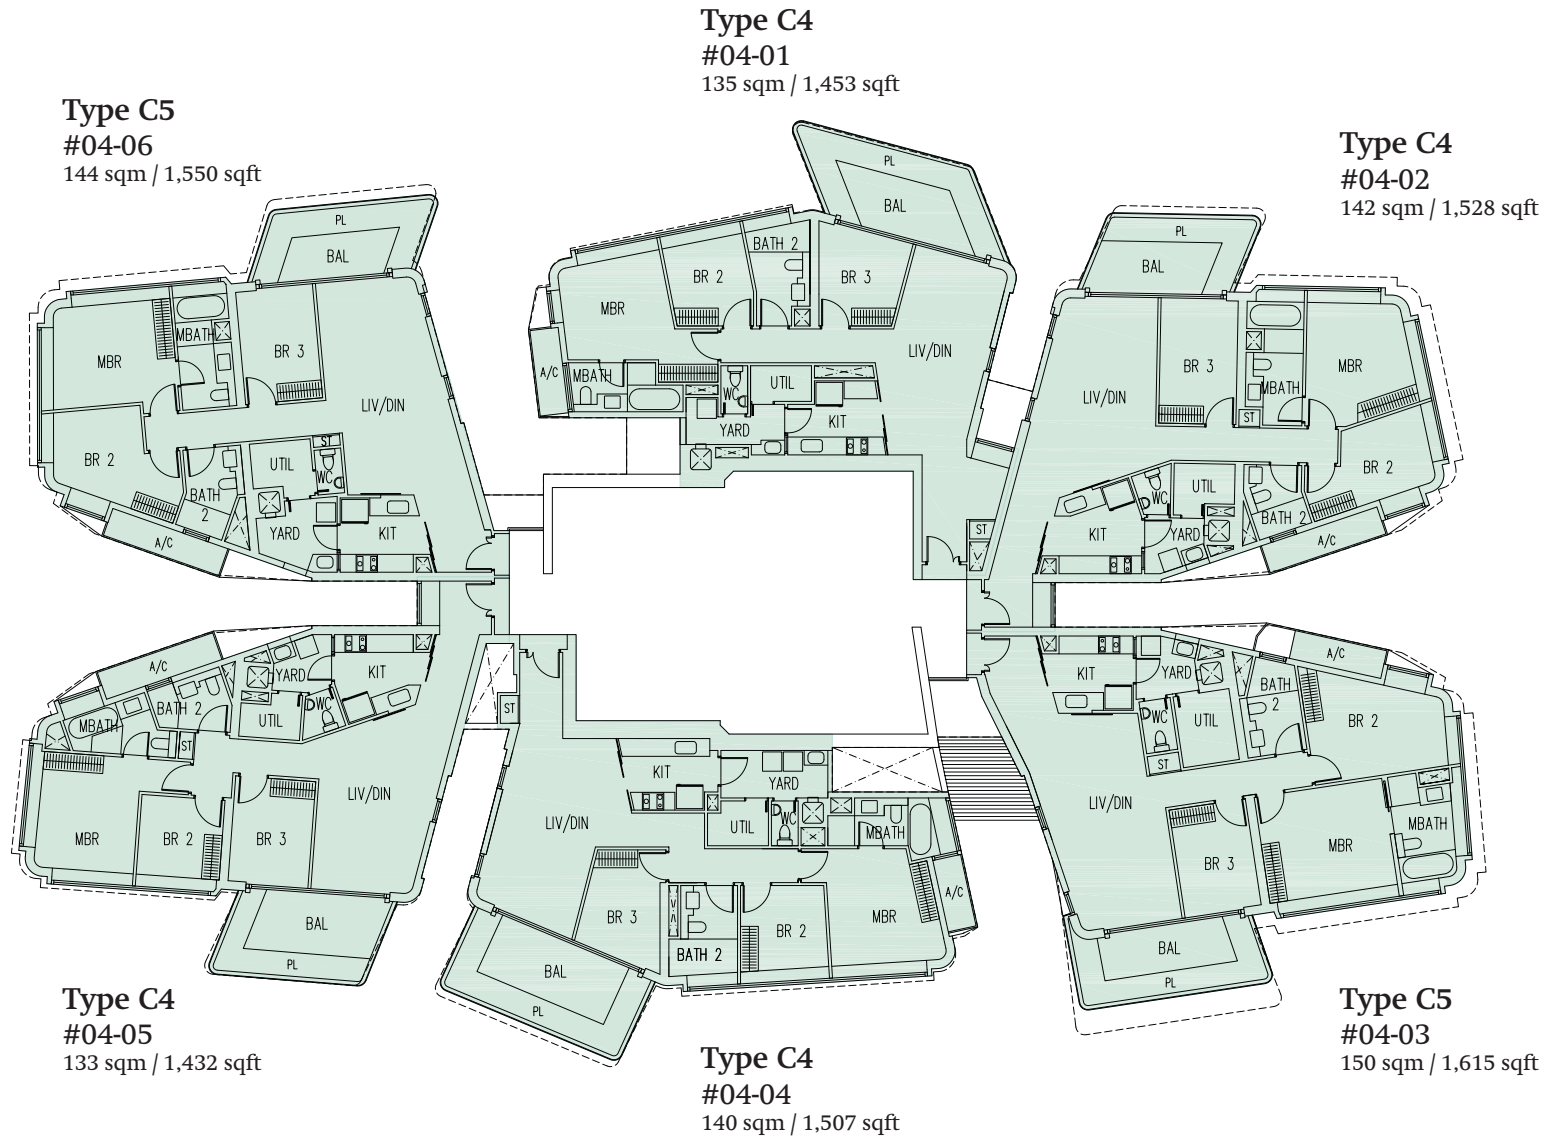 Type C4
#04-01
135 sqm / 1,453 sqft
Type C5
#04-06
144 sqm / 1,550 sqft
Type C4
#04-02
142 sqm / 1,528 sqft
PL
BAL
MBR
MBATH
BR 3
LIV/DIN
BR 2
BATH
2
UTIL
ST
WC
YARD
KIT
A/C
PL
BAL
BATH 2
BR 2
BR 3
MBR
LIV/DIN
A/C
MBATH
WC
UTIL
YARD
KIT
ST
PL
BAL
BR 3
MBR
LIV/DIN
MBATH
ST
BR 2
UTIL
WC
BATH 2
YARD
KIT
A/C
A/C
YARD
KIT
BATH 2
WC
MBATH
UTIL
ST
LIV/DIN
MBR
BR 2
BR 3
BAL
PL
ST
KIT
YARD
UTIL
WC
MBATH
LIV/DIN
A/C
BR 3
BR 2
MBR
BATH 2
BAL
PL
A/C
KIT
YARD
BATH
2
WC
UTIL
BR 2
ST
LIV/DIN
MBATH
MBR
BR 3
BAL
PL
Type C4
#04-05
133 sqm / 1,432 sqft
Type C5
#04-03
150 sqm / 1,615 sqft
Type C4
#04-04
140 sqm / 1,507 sqft